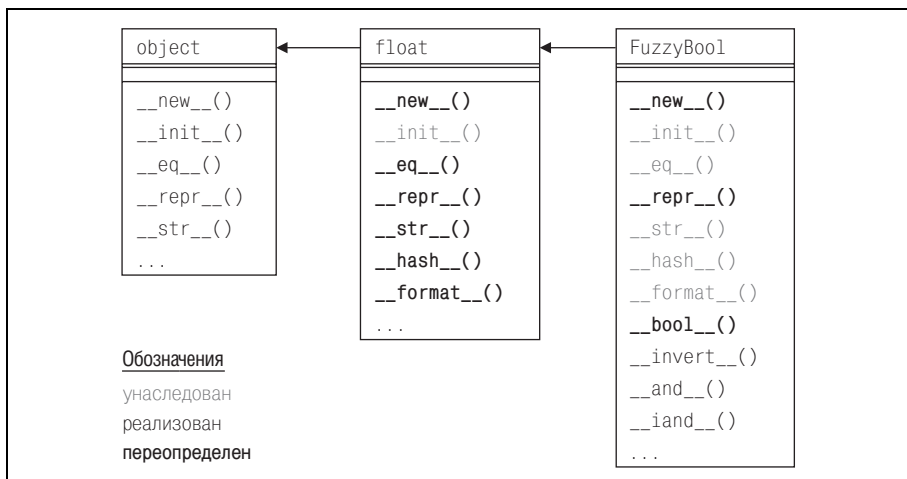 object
__new__()
__init__()
__eq__()
__repr__()
__str__()
...
float
__new__()
__init__()
__eq__()
__repr__()
__str__()
__hash__()
__format__()
...
FuzzyBool
__new__()
__init__()
__eq__()
__repr__()
__str__()
__hash__()
__format__()
__bool__()
__invert__()
__and__()
__iand__()
...
Обозначения
унаследован
реализован
переопределен